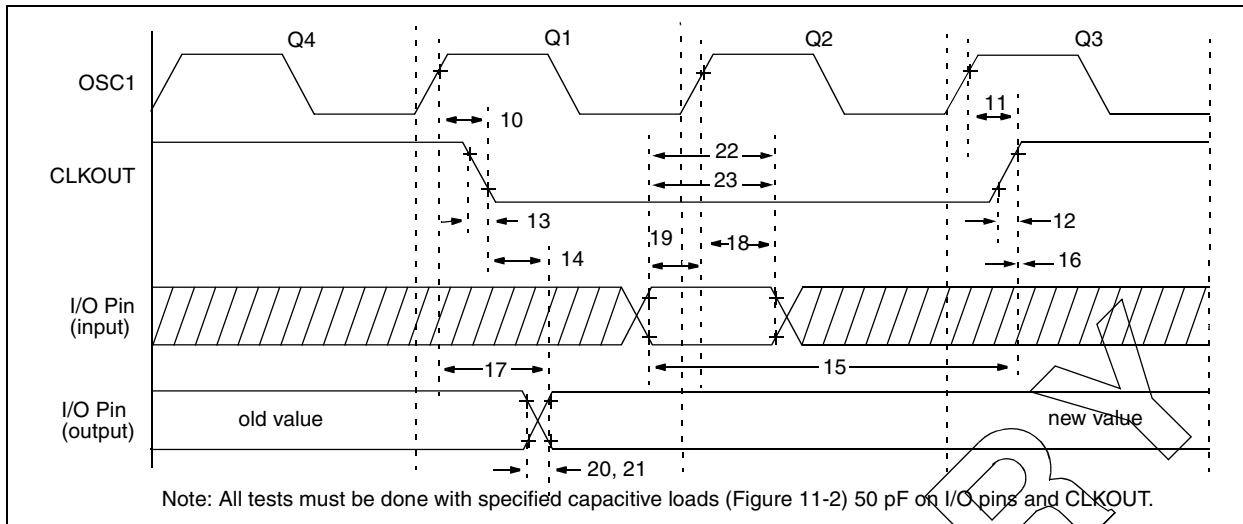 Q4 Q1 Q2 Q3
OSC1
10 11
CLKOUT
22
23
13 12
19 18
14 16
I/O Pin
(input)
17 15
I/O Pin
(output)
old value new value
20, 21
Note: All tests must be done with specified capacitive loads (Figure 11-2) 50 pF on I/O pins and CLKOUT.
R Y